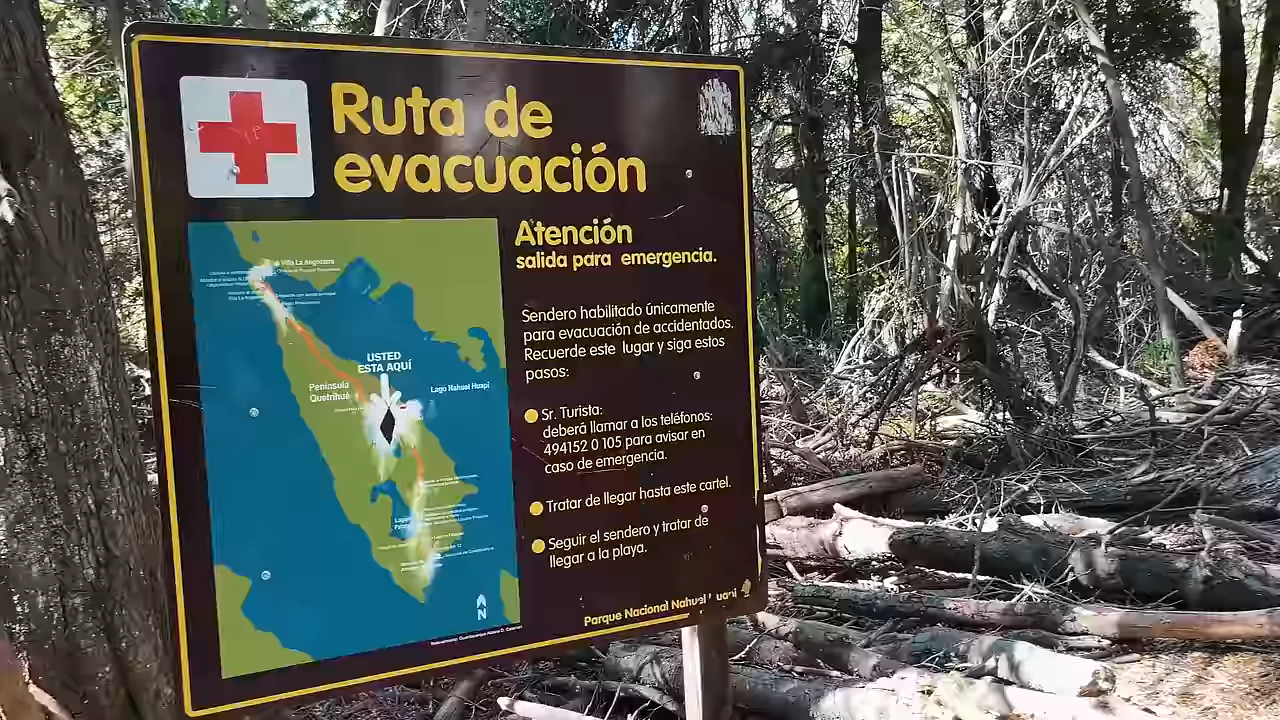 Ruta de
evacuación
Atención
salida para emergencia.
Villa La Angostura
USTED
ESTA AQUÍ
Península
Quetrihué
Lago Nahuel Huapi
N
Sendero habilitado únicamente
para evacuación de accidentados.
Recuerde este lugar y siga estos
pasos:
Sr. Turista:
deberá llamar a los teléfonos:
494152 0 105 para avisar en
caso de emergencia.
Tratar de llegar hasta este cartel.
Seguir el sendero y tratar de
llegar a la playa.
Parque Nacional Nahuel Huapi